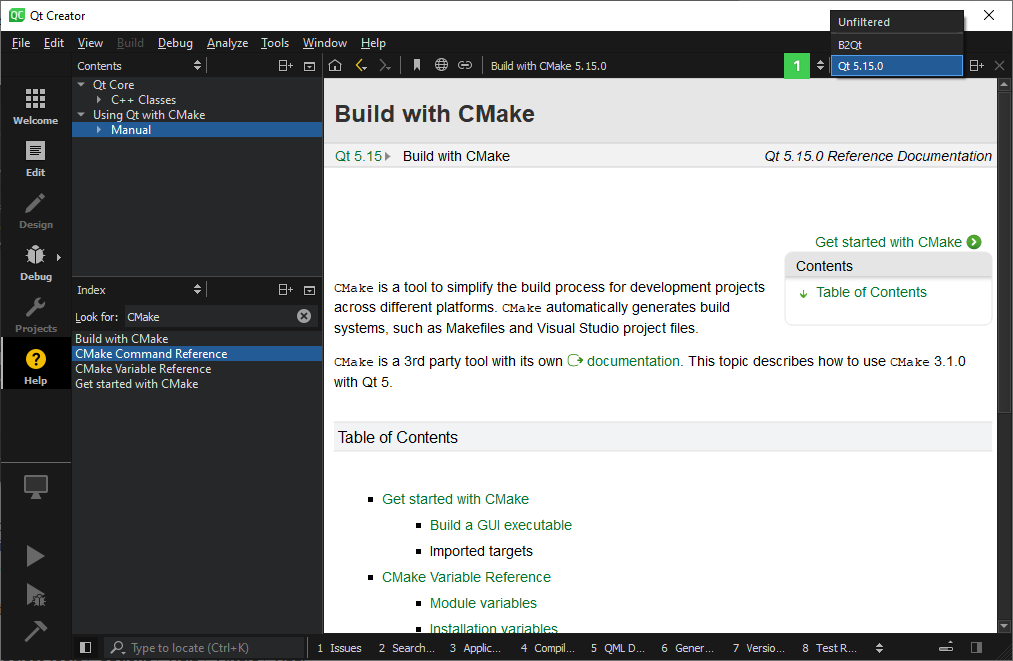 QC Qt Creator
Unfiltered
File Edit View Build Debug Analyze Tools Window Help
B2Qt
Contents
Build with CMake 5.15.0
1
Qt 5.15.0
Qt Core
C++ Classes
Using Qt with CMake
Manual
Welcome
Edit
Design
Debug
Projects
Help
Index
Look for: CMake
Build with CMake
CMake Command Reference
CMake Variable Reference
Get started with CMake
Build with CMake
Qt 5.15 Build with CMake Qt 5.15.0 Reference Documentation
Get started with CMake
Contents
Table of Contents
CMake is a tool to simplify the build process for development projects
across different platforms. CMake automatically generates build
systems, such as Makefiles and Visual Studio project files.
CMake is a 3rd party tool with its own documentation. This topic describes how to use CMake 3.1.0
with Qt 5.
Table of Contents
Get started with CMake
Build a GUI executable
Imported targets
CMake Variable Reference
Module variables
Installation variables
Type to locate (Ctrl+K) 1 Issues 2 Search... 3 Applic... 4 Compil... 5 QML D... 6 Gener... 7 Versio... 8 Test R...